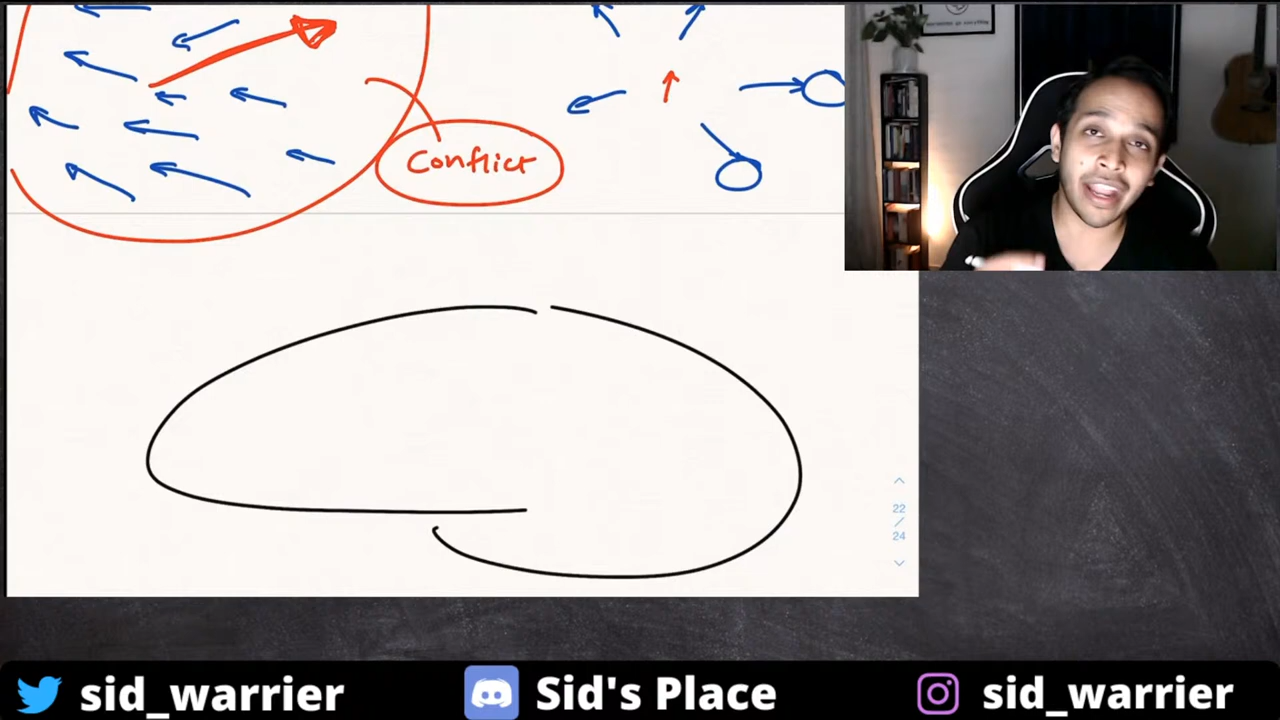 Conflict
22
/
24
sid_warrier
Sid's Place
sid_warrier